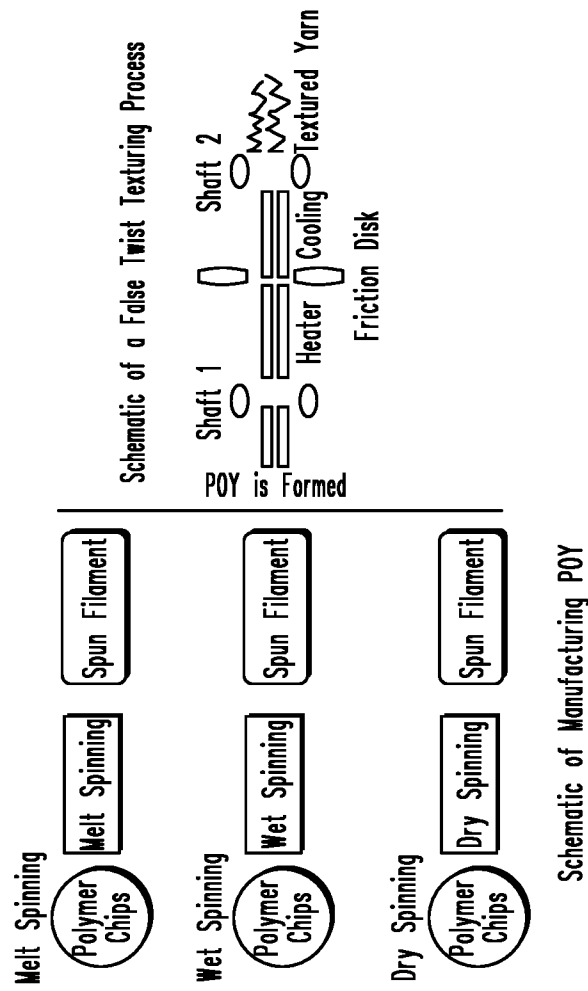 Melt Spinning
Polymer
Chips
Melt Spinning
Spun Filament
Wet Spinning
Polymer
Chips
Wet Spinning
Spun Filament
Dry Spinning
Polymer
Chips
Dry Spinning
Spun Filament
Schematic of Manufacturing POY
POY is Formed
Schematic of a False Twist Texturing Process
Shaft 1
Shaft 2
Heater
Cooling
Textured Yarn
Friction Disk